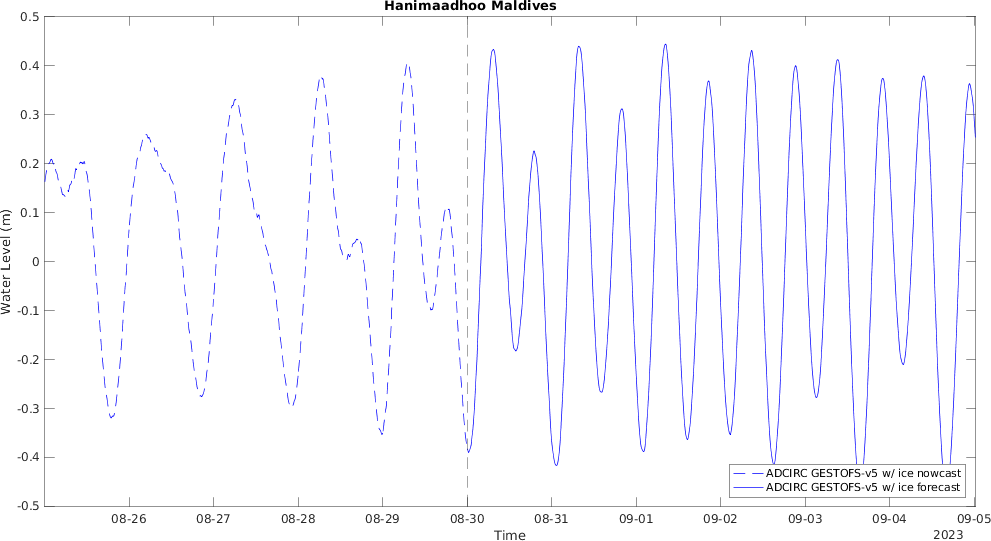 Hanimaadhoo Maldives
0.5
0.4
0.3
0.2
0.1
0
-0.1
-0.2
-0.3
-0.4
-0.5
Water Level (m)
ADCIRC GESTOFS-v5 w/ ice nowcast
ADCIRC GESTOFS-v5 w/ ice forecast
08-26 08-27 08-28 08-29 08-30 08-31 09-01 09-02 09-03 09-04 09-05
Time
2023